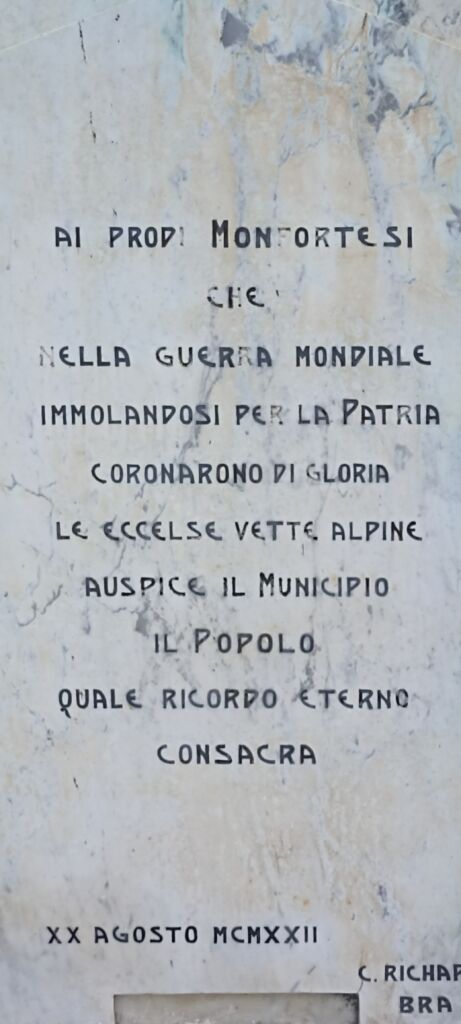 AI PRODI MONFORTESI
CHE
NELLA GUERRA MONDIALE
IMMOLANDOSI PER LA PATRIA
CORONARONO DI GLORIA
LE ECCELSE VETTE ALPINE
AUSPICE IL MUNICIPIO
IL POPOLO
QUALE RICORDO ETERNO
CONSACRA
XX AGOSTO MCMXXII
C.
BRA